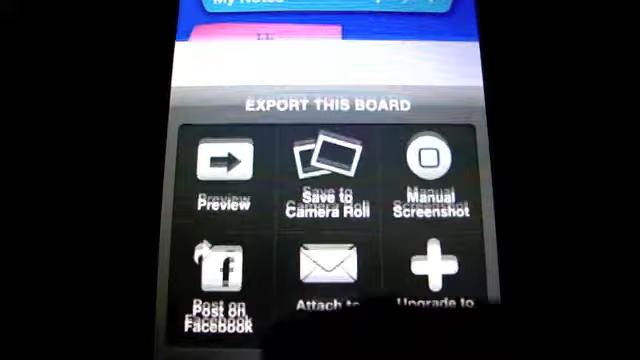 My Notes
Hi
EXPORT THIS BOARD
Preview
Save to
Camera Roll
Manual
Screenshot
Post on
Facebook
Attach to
Upgrade to